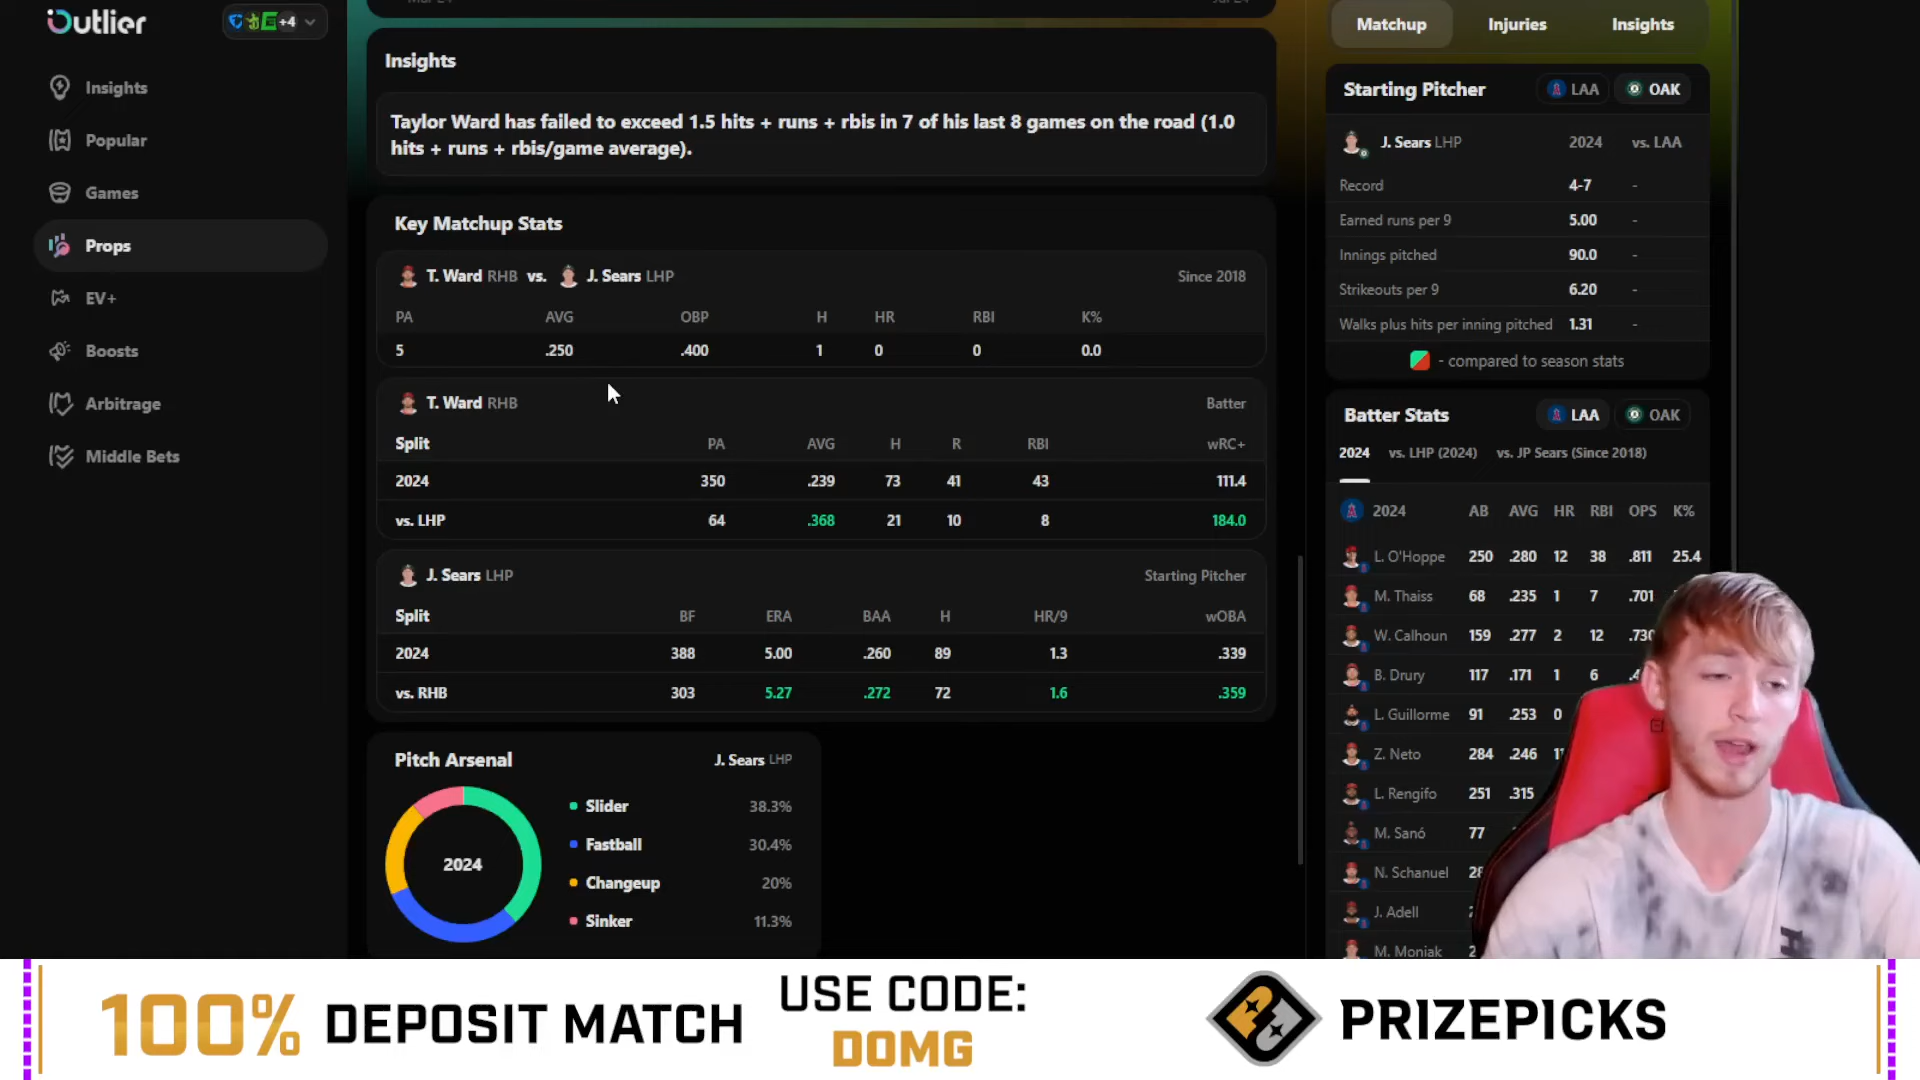 Outlier
+4
Insights
Popular
Games
Props
EV+
Boosts
Arbitrage
Middle Bets
Insights
Taylor Ward has failed to exceed 1.5 hits + runs + rbis in 7 of his last 8 games on the road (1.0
hits + runs + rbis/game average).
Key Matchup Stats
T. Ward RHB vs. J. Sears LHP Since 2018
PA AVG OBP H HR RBI K%
5 .250 .400 1 0 0 0.0
T. Ward RHB Batter
Split PA AVG H R RBI wRC+
2024 350 .239 73 41 43 111.4
vs. LHP 64 .368 21 10 8 184.0
J. Sears LHP Starting Pitcher
Split BF ERA BAA H HR/9 wOBA
2024 388 5.00 .260 89 1.3 .339
vs. RHB 303 5.27 .272 72 1.6 .359
Pitch Arsenal J. Sears LHP
2024
Slider 38.3%
Fastball 30.4%
Changeup 20%
Sinker 11.3%
Matchup Injuries Insights
Starting Pitcher LAA OAK
J. Sears LHP 2024 vs. LAA
Record 4-7 -
Earned runs per 9 5.00 -
Innings pitched 90.0 -
Strikeouts per 9 6.20 -
Walks plus hits per inning pitched 1.31 -
- compared to season stats
Batter Stats LAA OAK
2024 vs. LHP (2024) vs. JP Sears (Since 2018)
2024 AB AVG HR RBI OPS K%
L. O'Hoppe 250 .280 12 38 .811 25.4
M. Thaiss 68 .235 1 7 .701
W. Calhoun 159 .277 2 12 .730
B. Drury 117 .171 1 6
L. Guillorme 91 .253 0
Z. Neto 284 .246
L. Rengifo 251 .315
M. Sanó 77
N. Schanuel
J. Adell
M. Moniak
100% DEPOSIT MATCH
USE CODE:
DOMG
PRIZEPICKS